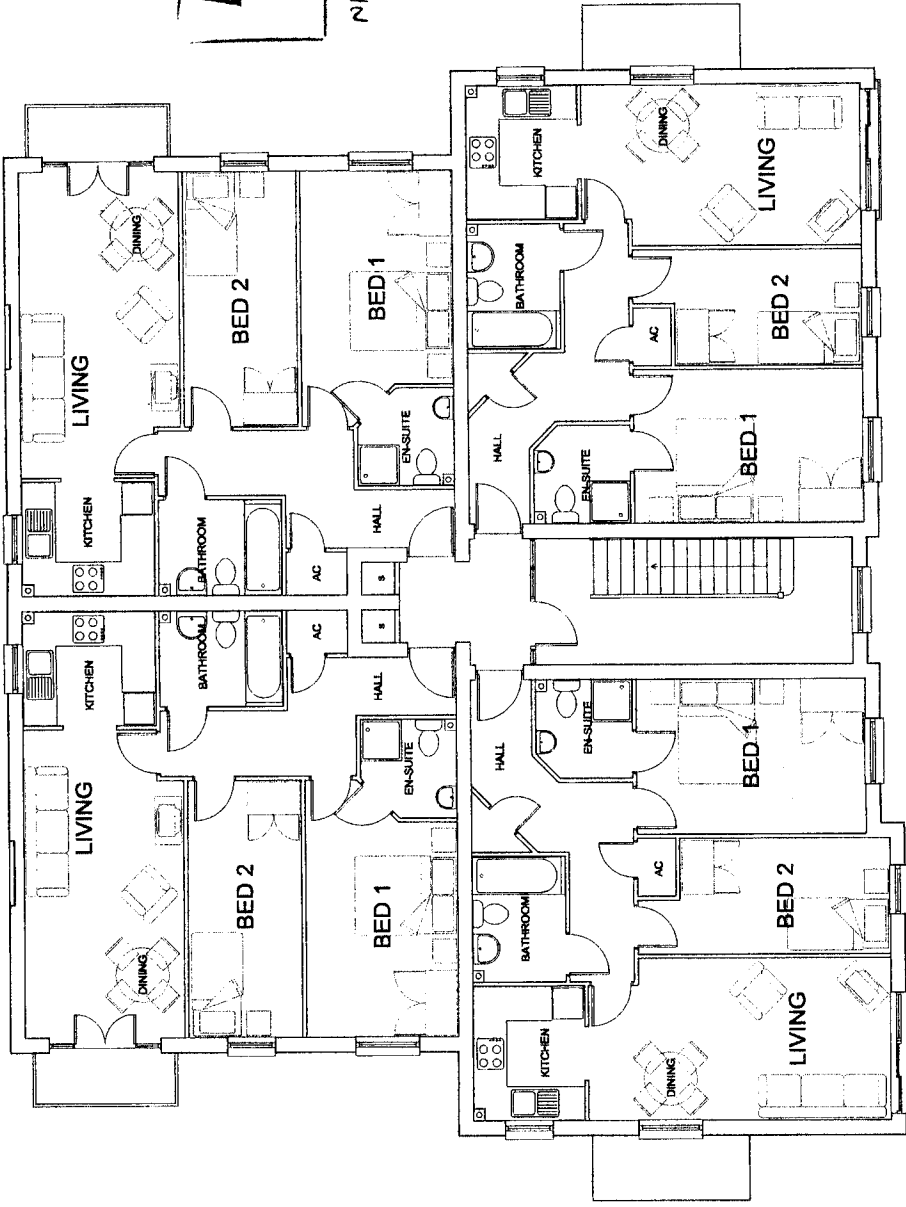 LIVING
DINING
KITCHEN
BED 2
BED 1
BATHROOM
EN-SUITE
HALL
AC
S
KITCHEN
DINING
LIVING
BATHROOM
BED 2
AC
HALL
EN-SUITE
BED 1
KITCHEN
LIVING
DINING
BATHROOM
AC
S
HALL
EN-SUITE
BED 2
BED 1
HALL
EN-SUITE
BED 1
AC
BED 2
BATHROOM
KITCHEN
DINING
LIVING
A